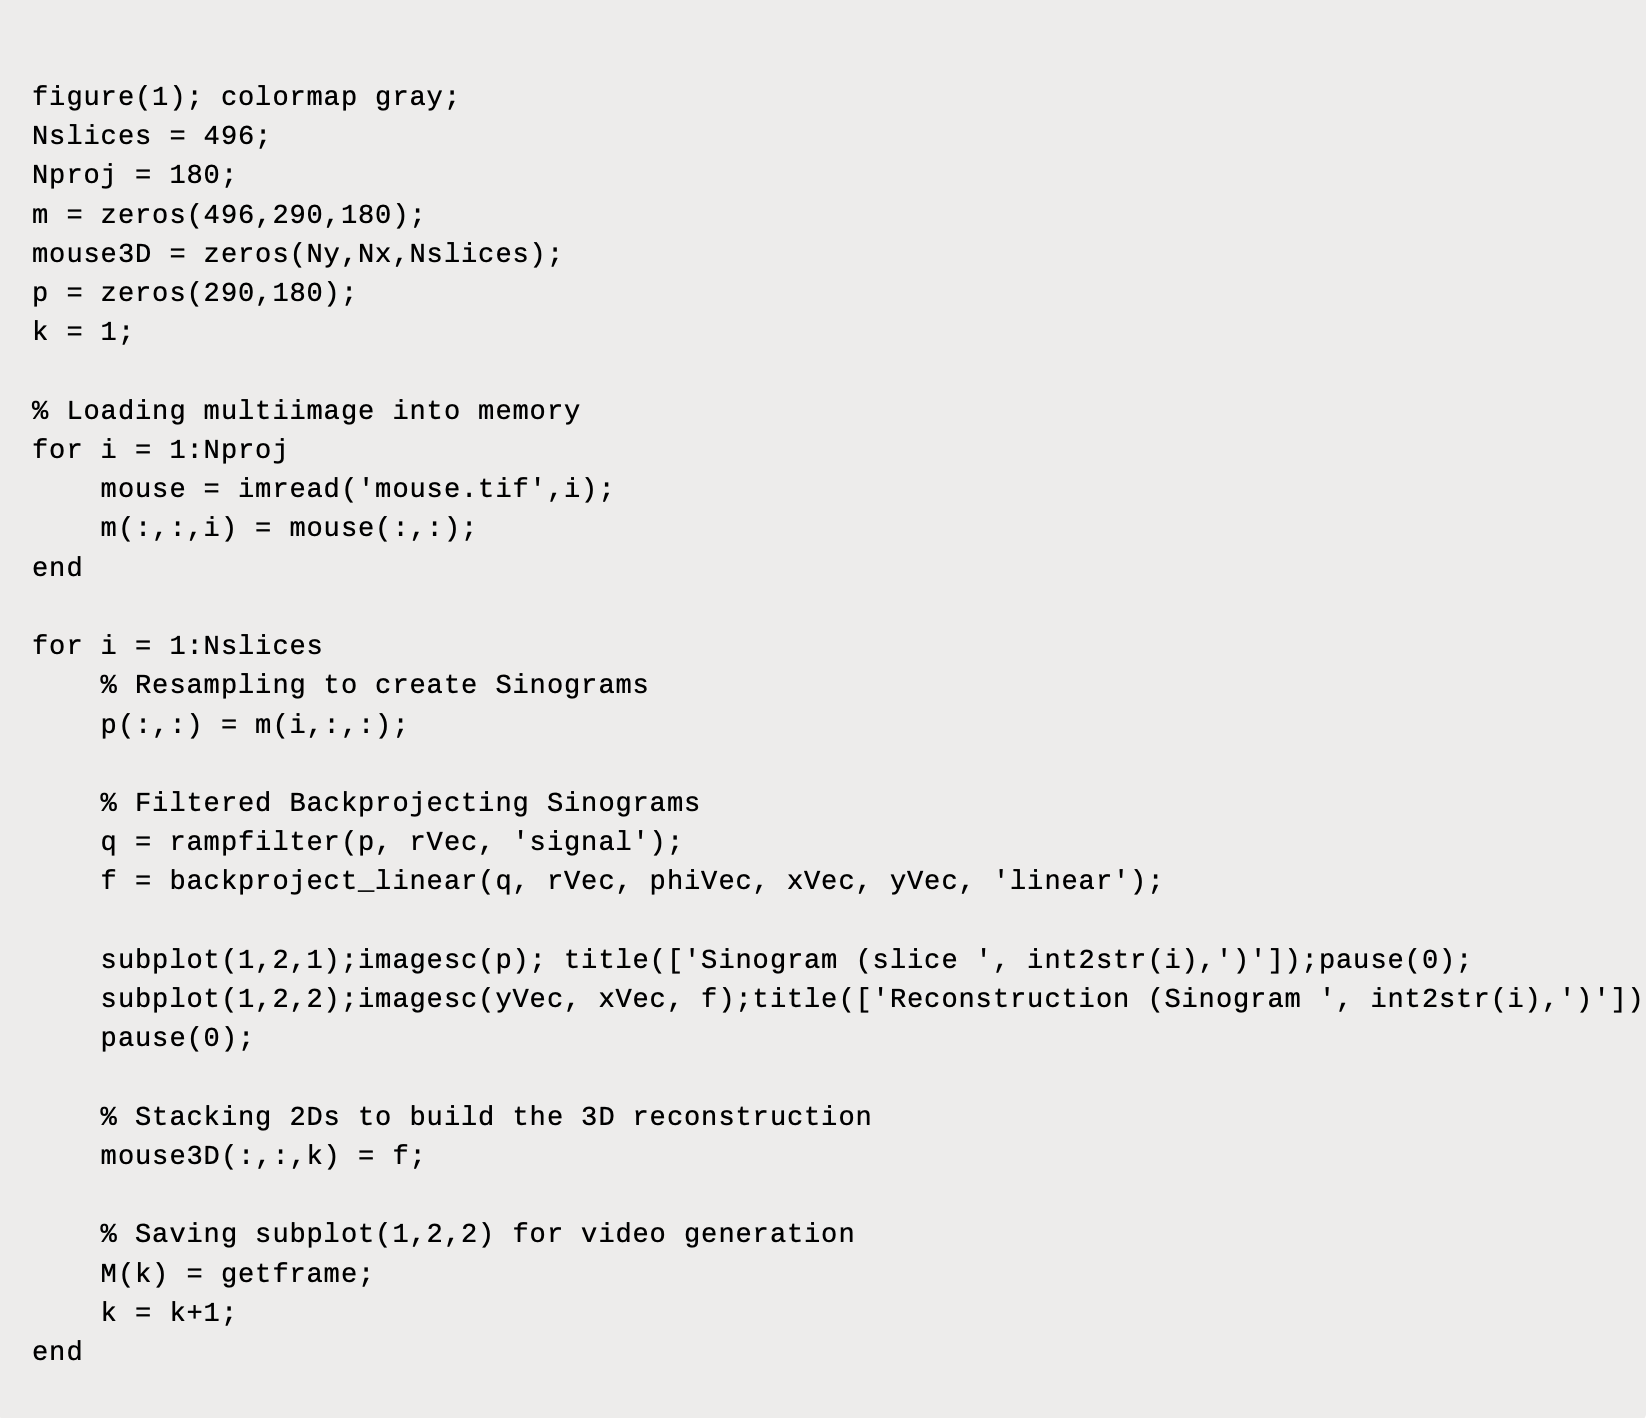 figure(1); colormap gray;
Nslices = 496;
Nproj = 180;
m = zeros(496,290,180);
mouse3D = zeros(Ny,Nx,Nslices);
p = zeros(290,180);
k = 1;

% Loading multiimage into memory
for i = 1:Nproj
    mouse = imread('mouse.tif',i);
    m(:,:,i) = mouse(:,:);
end

for i = 1:Nslices
    % Resampling to create Sinograms
    p(:,:) = m(i,:,:);

    % Filtered Backprojecting Sinograms
    q = rampfilter(p, rVec, 'signal');
    f = backproject_linear(q, rVec, phiVec, xVec, yVec, 'linear');

    subplot(1,2,1);imagesc(p); title(['Sinogram (slice ', int2str(i),')']);pause(0);
    subplot(1,2,2);imagesc(yVec, xVec, f);title(['Reconstruction (Sinogram ', int2str(i),')'])
    pause(0);

    % Stacking 2Ds to build the 3D reconstruction
    mouse3D(:,:,k) = f;

    % Saving subplot(1,2,2) for video generation
    M(k) = getframe;
    k = k+1;
end